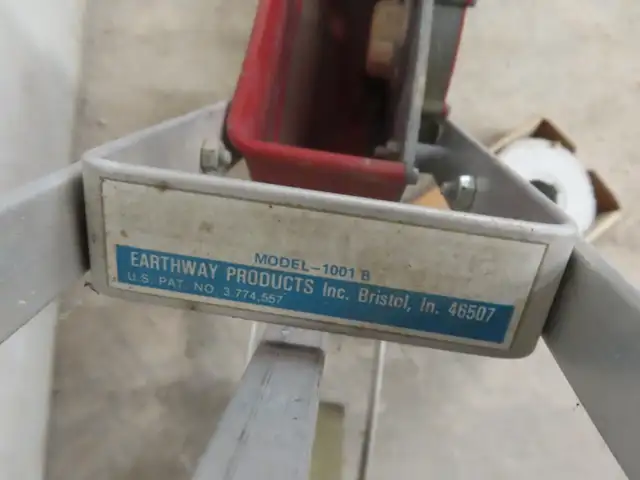 MODEL-1001 B
EARTHWAY PRODUCTS Inc. Bristol, In. 46507
U.S. PAT. NO. 3,774,557